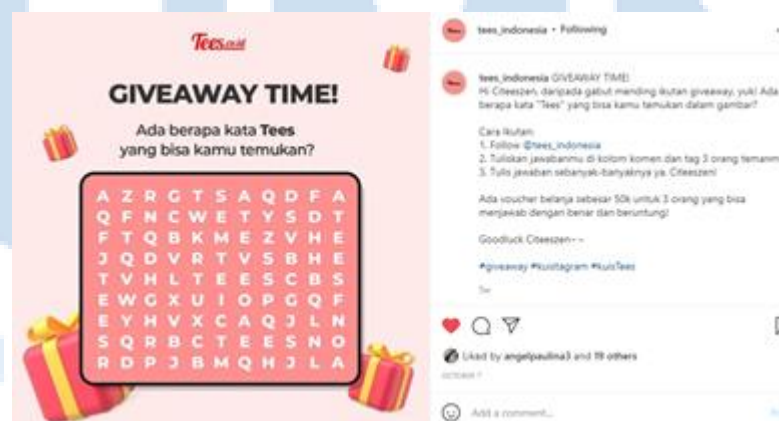 Tees.co.id
GIVEAWAY TIME!
Ada berapa kata Tees
yang bisa kamu temukan?
A Z R G T S A Q D F A
Q F N C W E T Y S D T
F T Q B K M E Z V H E
J Q D V R T V S B H E
T V H L T E E S C B S
E W G X U I O P G Q F
E Y H V X C A Q J L N
S Q R B C T E E S N O
R D P J B M Q H J L A
tees_indonesia • Following
tees_indonesia GIVEAWAY TIME!
Hi Citeeszen, daripada gabut mending ikutan giveaway, yuk! Ada
berapa kata "Tees" yang bisa kamu temukan dalam gambar?
Cara Ikutan:
1. Follow @tees_indonesia
2. Tuliskan jawabanmu di kolom komen dan tag 3 orang temanmu
3. Tulis jawaban sebanyak-banyaknya ya, Citeeszen!
Ada voucher belanja sebesar 50k untuk 3 orang yang bisa
menjawab dengan benar dan beruntung!
Goodluck Citeeszen~~
#giveaway #kuistagram #kuisTees
Liked by angelpaulina3 and 19 others
OCTOBER 7
Add a comment...